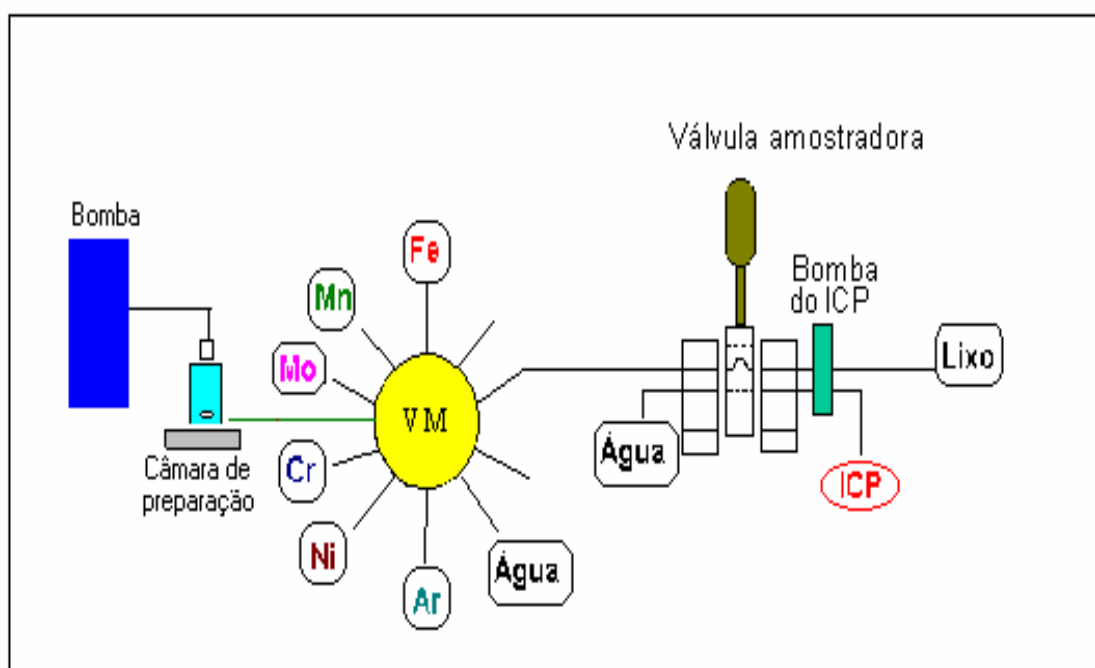 Válvula amostradora
Bomba
Fe
Bomba
do ICP
Mn
Lixo
Mo
VM
Água
Câmara de
preparação
Cr
ICP
Ni
Água
Ar